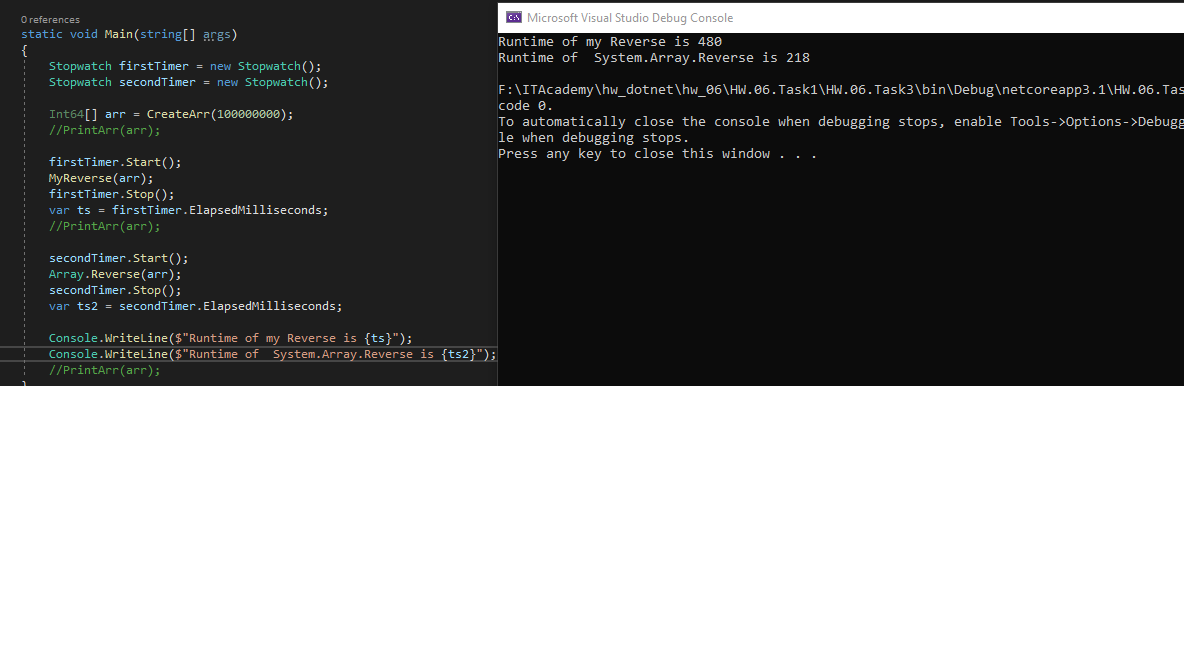 0 references
static void Main(string[] args)
{
Stopwatch firstTimer = new Stopwatch();
Stopwatch secondTimer = new Stopwatch();
Int64[] arr = CreateArr(100000000);
//PrintArr(arr);
firstTimer.Start();
MyReverse(arr);
firstTimer.Stop();
var ts = firstTimer.ElapsedMilliseconds;
//PrintArr(arr);
secondTimer.Start();
Array.Reverse(arr);
secondTimer.Stop();
var ts2 = secondTimer.ElapsedMilliseconds;
Console.WriteLine($"Runtime of my Reverse is {ts}");
Console.WriteLine($"Runtime of  System.Array.Reverse is {ts2}");
//PrintArr(arr);
}
C:\ Microsoft Visual Studio Debug Console
Runtime of my Reverse is 480
Runtime of  System.Array.Reverse is 218
F:\ITAcademy\hw_dotnet\hw_06\HW.06.Task1\HW.06.Task3\bin\Debug\netcoreapp3.1\HW.06.Tas
code 0.
To automatically close the console when debugging stops, enable Tools->Options->Debugg
le when debugging stops.
Press any key to close this window . . .